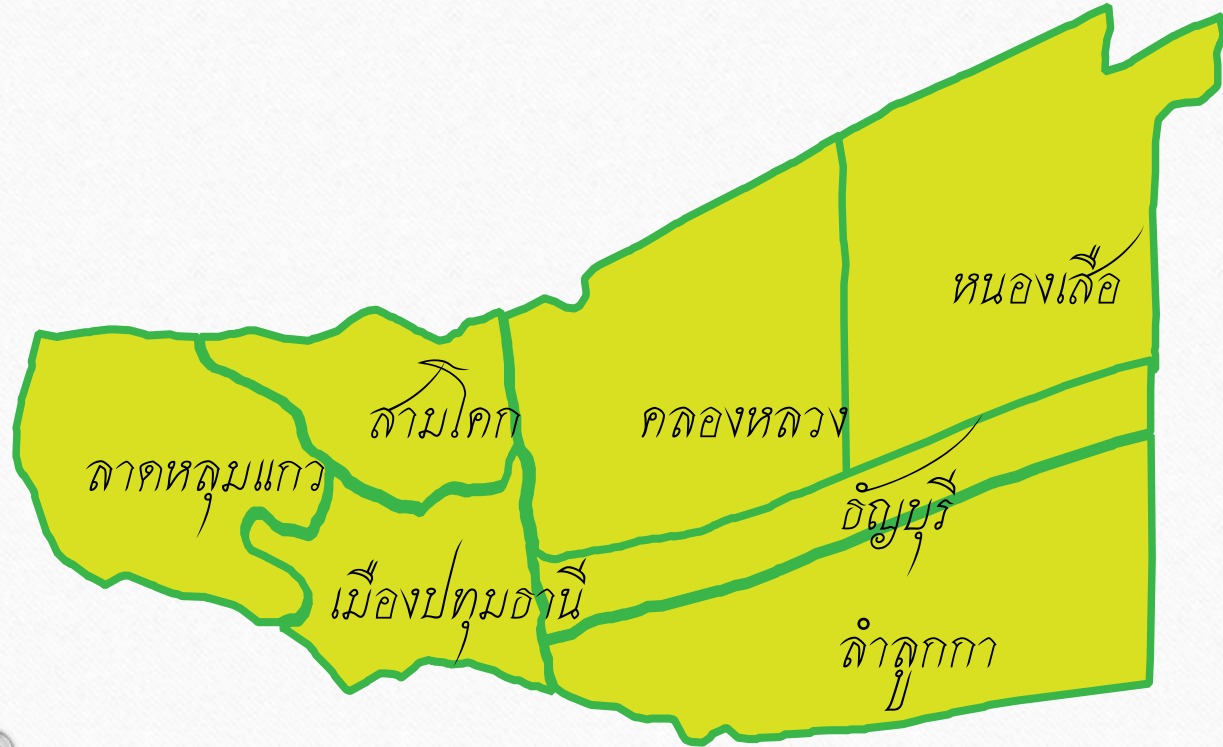 หนองเสือ
สามโคก
คลองหลวง
ลาดหลุมแกว
ธัญบุรี
เมืองปทุมธานี
ลำลูกกา